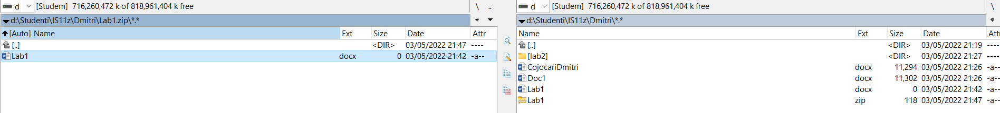 d [Studem] 716,260,472 k of 818,961,404 k free \ ..
d:\Studenti\IS11z\Dmitri\Lab1.zip\*.* *
[Auto] Name Ext Size Date Attr
[..] <DIR> 03/05/2022 21:47 ----
Lab1 docx 0 03/05/2022 21:42 -a--
d [Studem] 716,260,472 k of 818,961,404 k free \
d:\Studenti\IS11z\Dmitri\*.* *
Name Ext Size Date Attr
[..] <DIR> 03/05/2022 21:19 ----
[lab2] <DIR> 03/05/2022 21:27 ----
CojocariDmitri docx 11,294 03/05/2022 21:26 -a--
Doc1 docx 11,302 03/05/2022 21:26 -a--
Lab1 docx 0 03/05/2022 21:42 -a--
Lab1 zip 118 03/05/2022 21:47 -a--